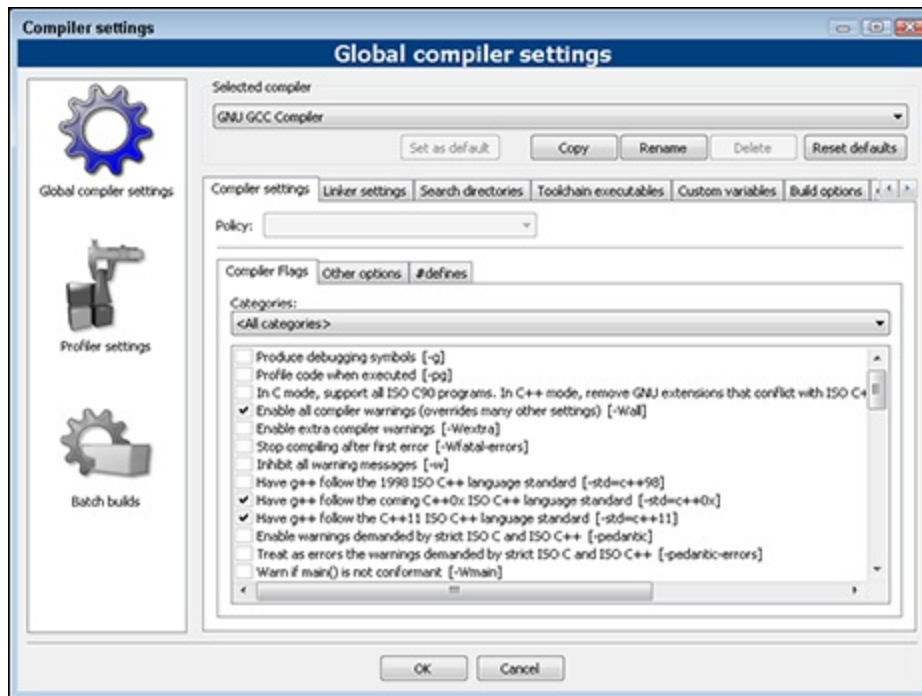 Compiler settings
Global compiler settings
Selected compiler
GNU GCC Compiler
Set as default Copy Rename Delete Reset defaults
Global compiler settings
Profiler settings
Batch builds
Compiler settings Linker settings Search directories Toolchain executables Custom variables Build options
Policy:
Compiler Flags Other options #defines
Categories:
<All categories>
Produce debugging symbols [-g]
Profile code when executed [-pg]
In C mode, support all ISO C90 programs. In C++ mode, remove GNU extensions that conflict with ISO C+
Enable all compiler warnings (overrides many other settings) [-Wall]
Enable extra compiler warnings [-Wextra]
Stop compiling after first error [-Wfatal-errors]
Inhibit all warning messages [-w]
Have g++ follow the 1998 ISO C++ language standard [-std=c++98]
Have g++ follow the coming C++0x ISO C++ language standard [-std=c++0x]
Have g++ follow the C++11 ISO C++ language standard [-std=c++11]
Enable warnings demanded by strict ISO C and ISO C++ [-pedantic]
Treat as errors the warnings demanded by strict ISO C and ISO C++ [-pedantic-errors]
Warn if main() is not conformant [-Wmain]
OK Cancel